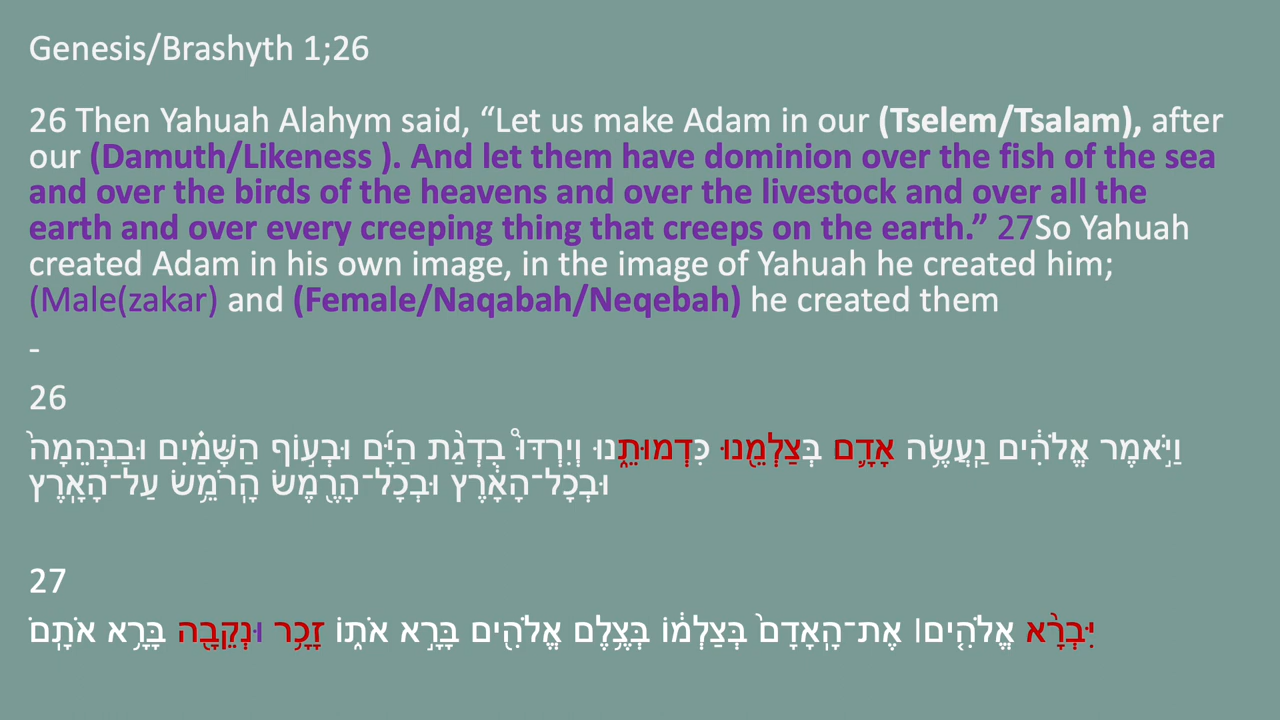 Genesis/Brashyth 1;26
26 Then Yahuah Alahym said, “Let us make Adam in our (Tselem/Tsalam), after
our (Damuth/Likeness ). And let them have dominion over the fish of the sea
and over the birds of the heavens and over the livestock and over all the
earth and over every creeping thing that creeps on the earth.” 27So Yahuah
created Adam in his own image, in the image of Yahuah he created him;
(Male(zakar) and (Female/Naqabah/Neqebah) he created them
-
26
וַיֹּ֣אמֶר אֱלֹהִ֔ים נַֽעֲשֶׂ֥ה אָדָ֛ם בְּצַלְמֵ֖נוּ כִּדְמוּתֵ֑נוּ וְיִרְדּוּ֩ בִדְגַ֨ת הַיָּ֜ם וּבְע֣וֹף הַשָּׁמַ֗יִם וּבַבְּהֵמָה֙
וּבְכָל־הָאָ֔רֶץ וּבְכָל־הָרֶ֖מֶשׂ הָֽרֹמֵ֥שׂ עַל־הָאָֽרֶץ
27
יִּבְרָ֨א אֱלֹהִ֤ים׀ אֶת־הָֽאָדָם֙ בְּצַלְמ֔וֹ בְּצֶ֥לֶם אֱלֹהִ֖ים בָּרָ֣א אֹת֑וֹ זָכָ֥ר וּנְקֵבָ֖ה בָּרָ֥א אֹתָֽם